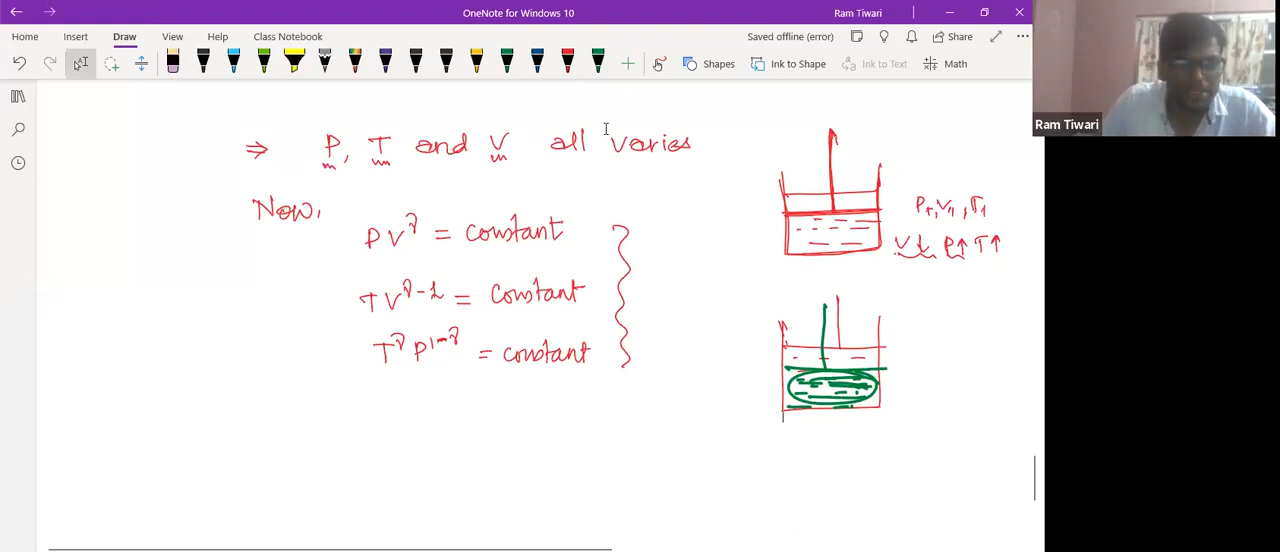 OneNote for Windows 10
Ram Tiwari
Home Insert Draw View Help Class Notebook
Saved offline (error)
Share
Shapes
Ink to Shape
Ink to Text
Math
Ram Tiwari
⇒ P, T and V all varies
Now,
PV^γ = constant
TV^γ-1 = constant
T^γ P^1-γ = constant
P₁, V₁, T₁
V↓ P↑ T↑